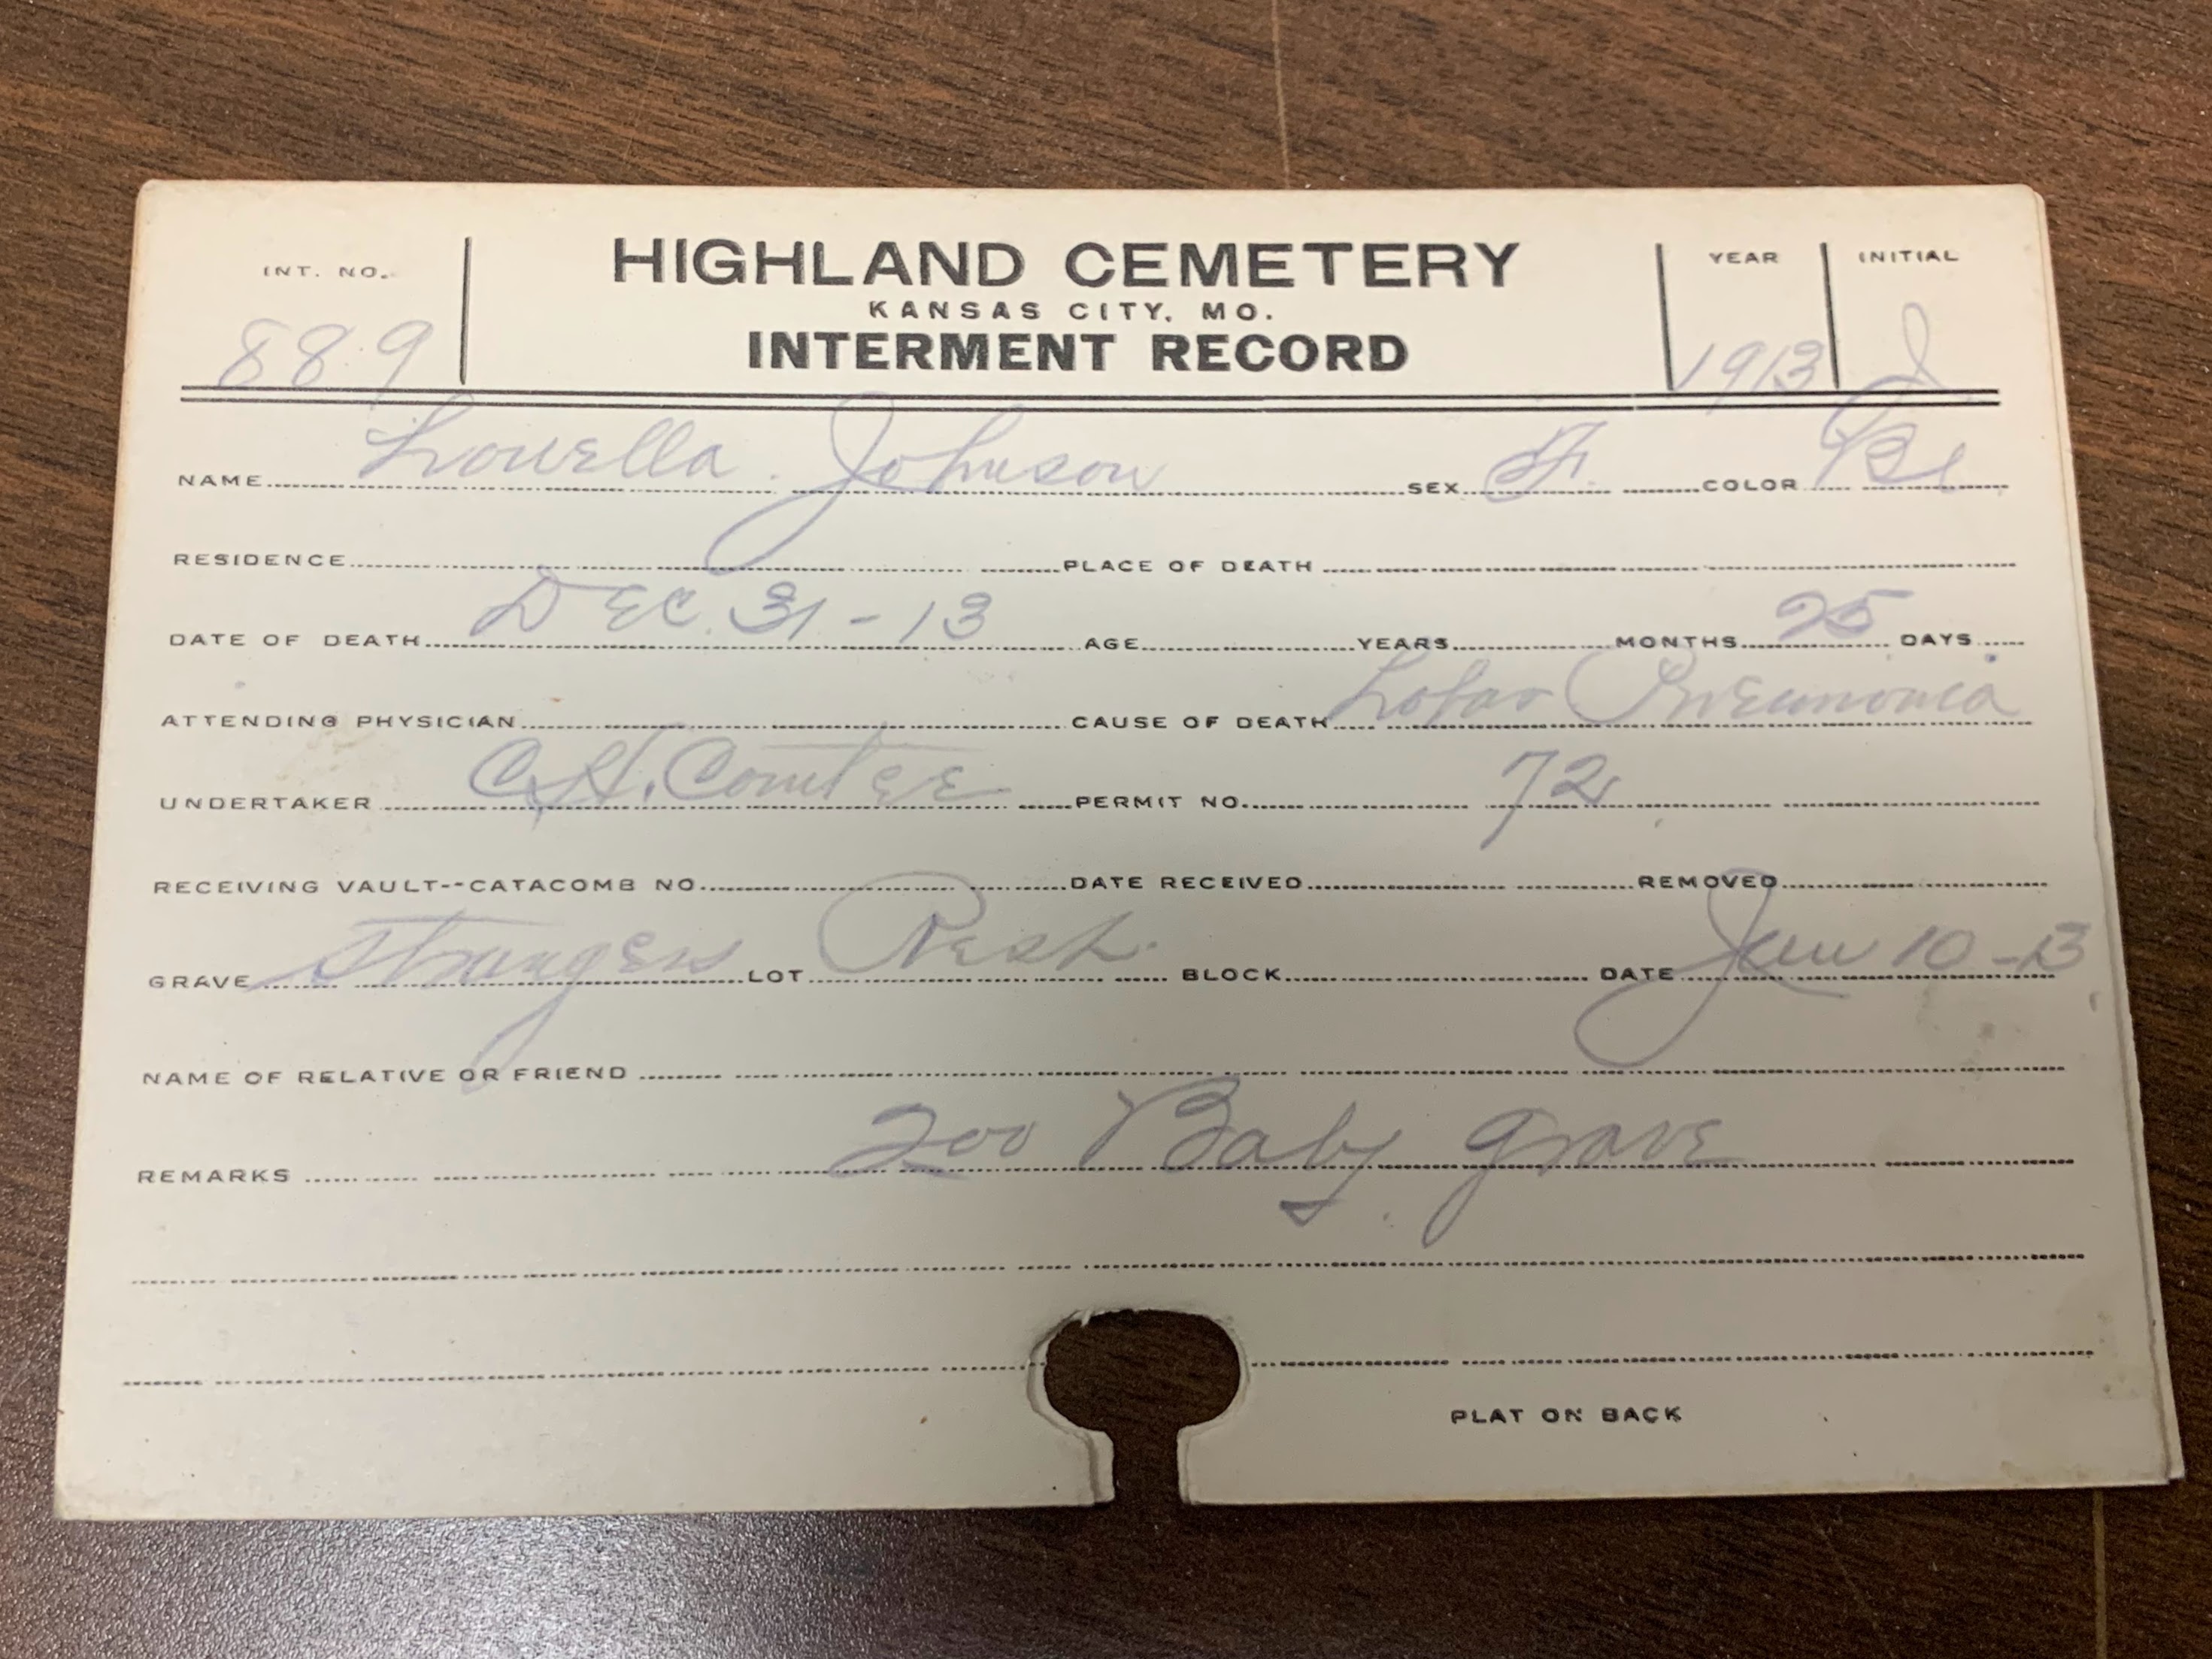 INT. NO. HIGHLAND CEMETERY YEAR INITIAL
KANSAS CITY, MO.
889 INTERMENT RECORD 1913 J
NAME Louella Johnson SEX F. COLOR Bl
RESIDENCE PLACE OF DEATH
DATE OF DEATH DEC. 31-13 AGE YEARS MONTHS 25 DAYS
ATTENDING PHYSICIAN CAUSE OF DEATH Lobar Pneumonia
UNDERTAKER C.H. PERMIT NO. 72
RECEIVING VAULT--CATACOMB NO. DATE RECEIVED REMOVED
GRAVE Strangers LOT Rest. BLOCK DATE Jan 10-13
NAME OF RELATIVE OR FRIEND
REMARKS 200 Baby grave
PLAT ON BACK